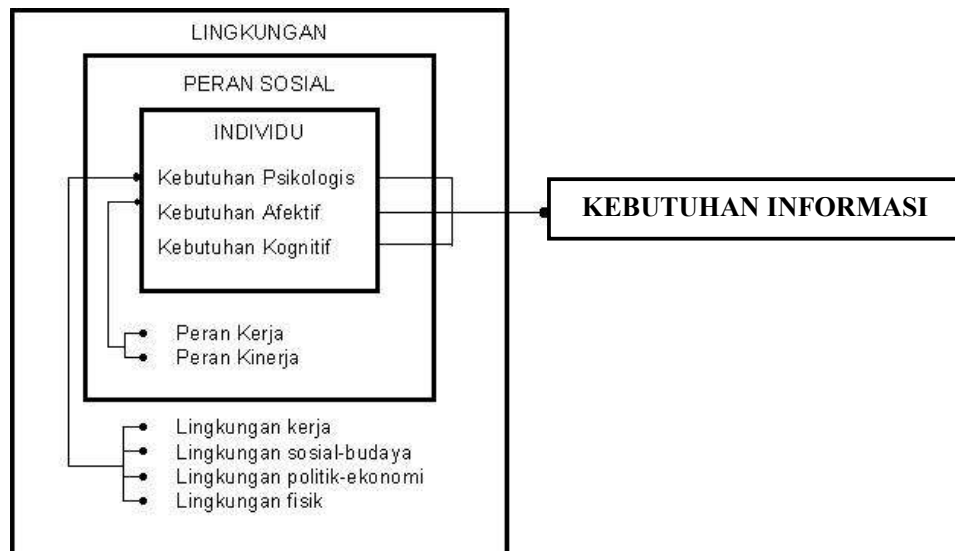 LINGKUNGAN
PERAN SOSIAL
INDIVIDU
Kebutuhan Psikologis
Kebutuhan Afektif
Kebutuhan Kognitif
KEBUTUHAN INFORMASI
Peran Kerja
Peran Kinerja
Lingkungan kerja
Lingkungan sosial-budaya
Lingkungan politik-ekonomi
Lingkungan fisik